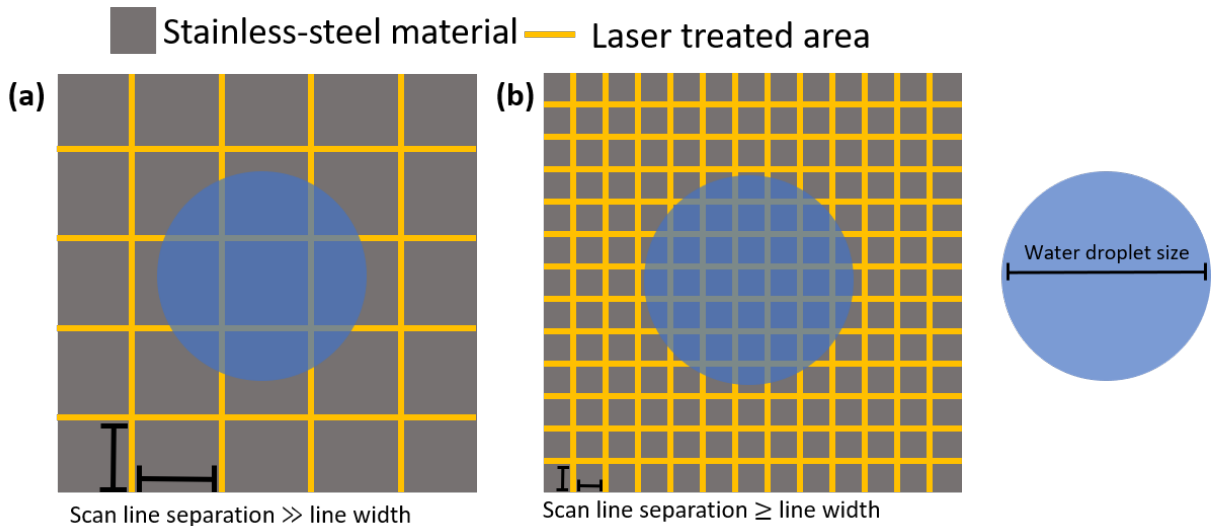 Stainless-steel material
Laser treated area
(a)
(b)
Water droplet size
Scan line separation ≫ line width
Scan line separation ≥ line width